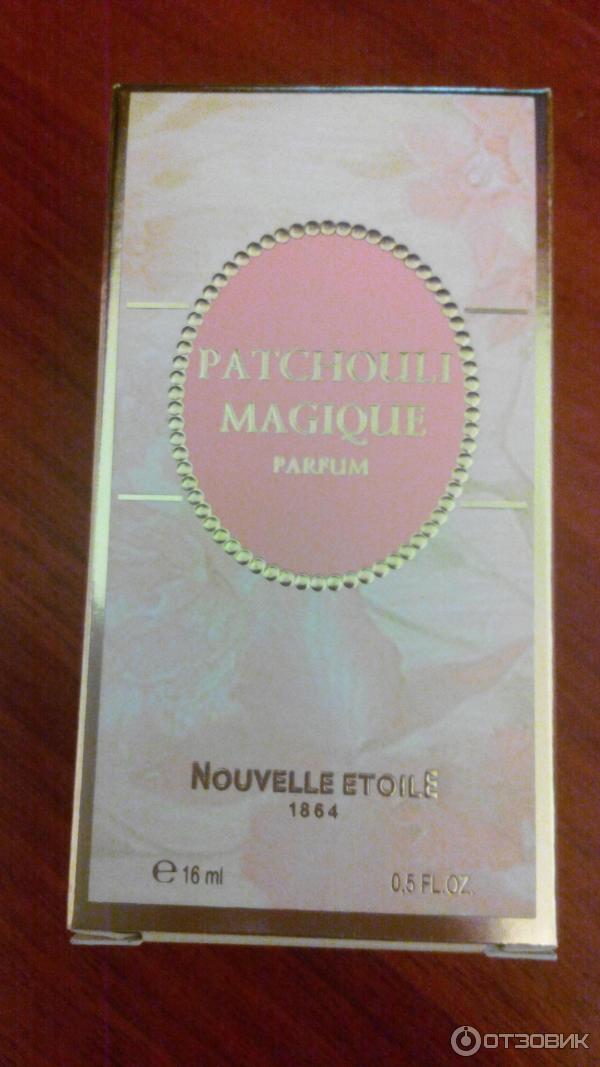 PATCHOULI
MAGIQUE
PARFUM
NOUVELLE ETOILE
1864
℮ 16 ml
0,5 FL.OZ.
ОТЗОВИК